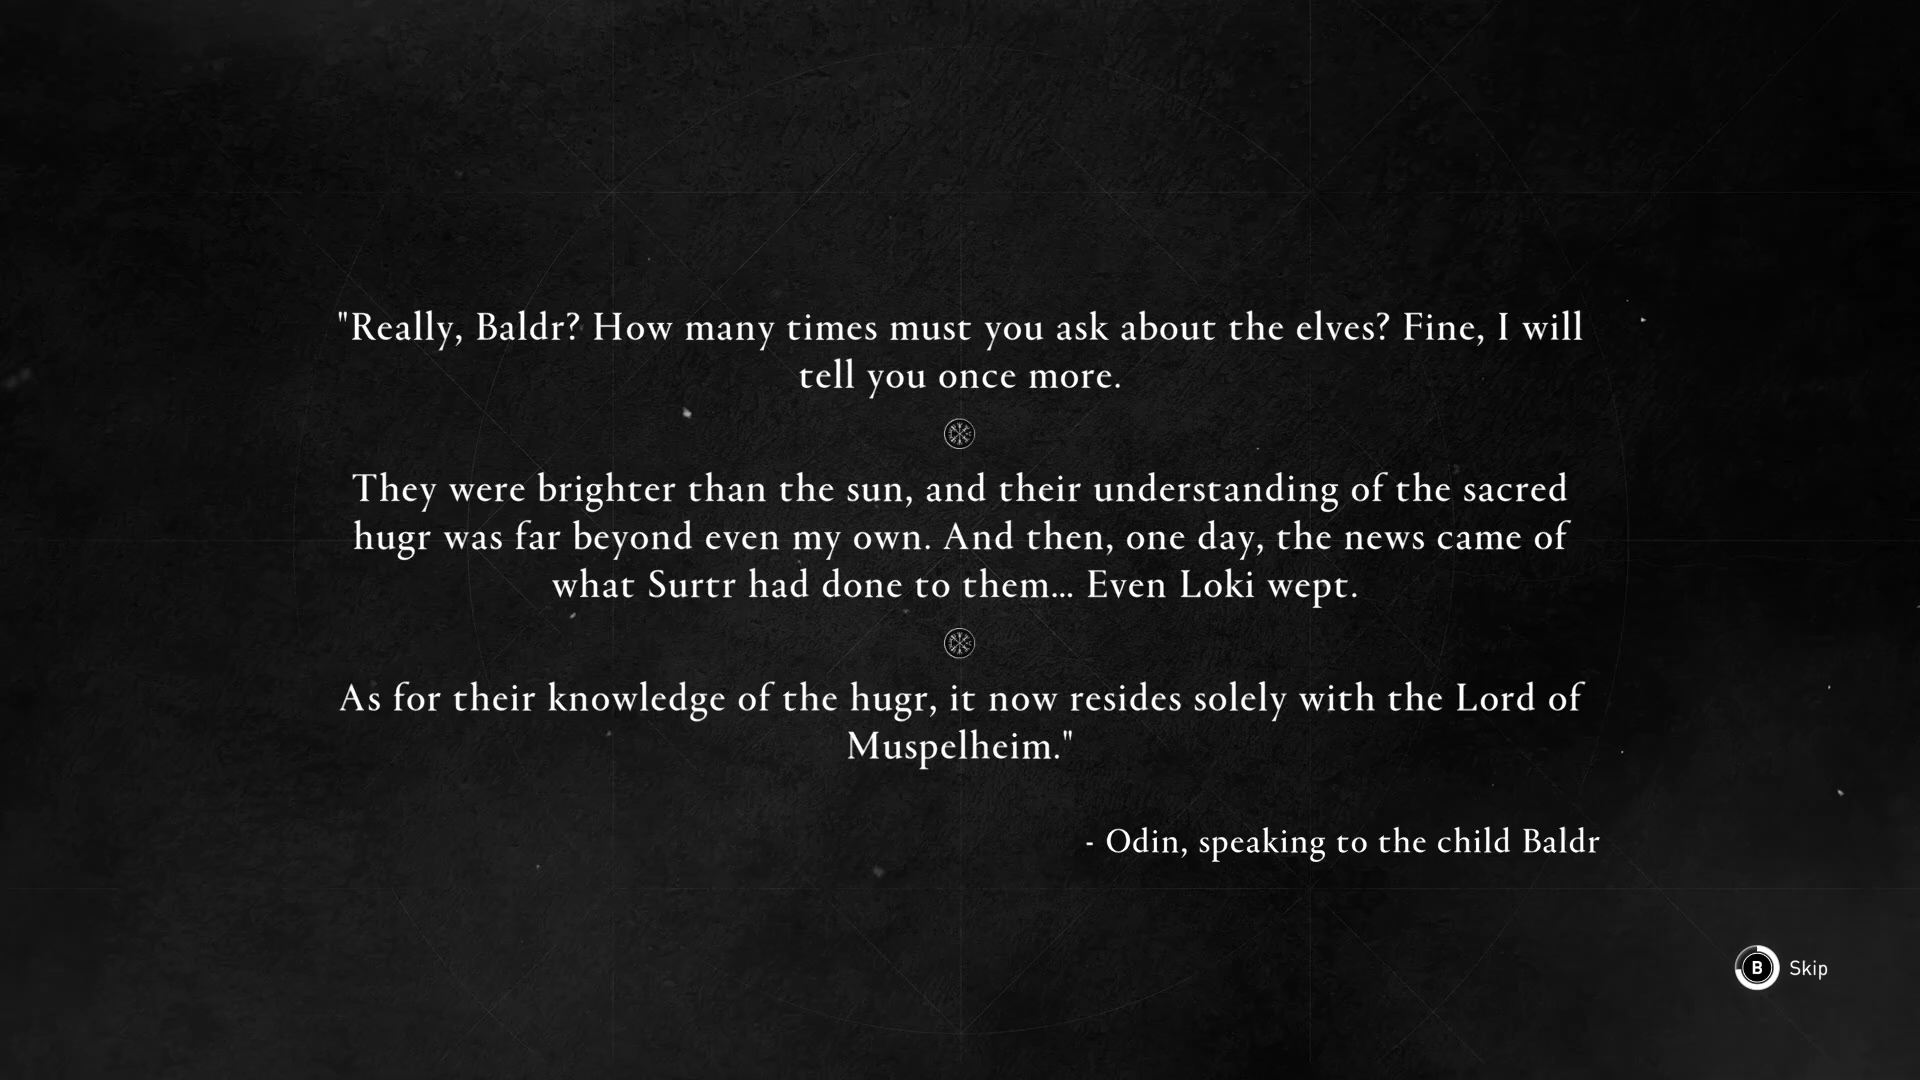 "Really, Baldr? How many times must you ask about the elves? Fine, I will
tell you once more.
They were brighter than the sun, and their understanding of the sacred
hugr was far beyond even my own. And then, one day, the news came of
what Surtr had done to them... Even Loki wept.
As for their knowledge of the hugr, it now resides solely with the Lord of
Muspelheim."
- Odin, speaking to the child Baldr
B Skip